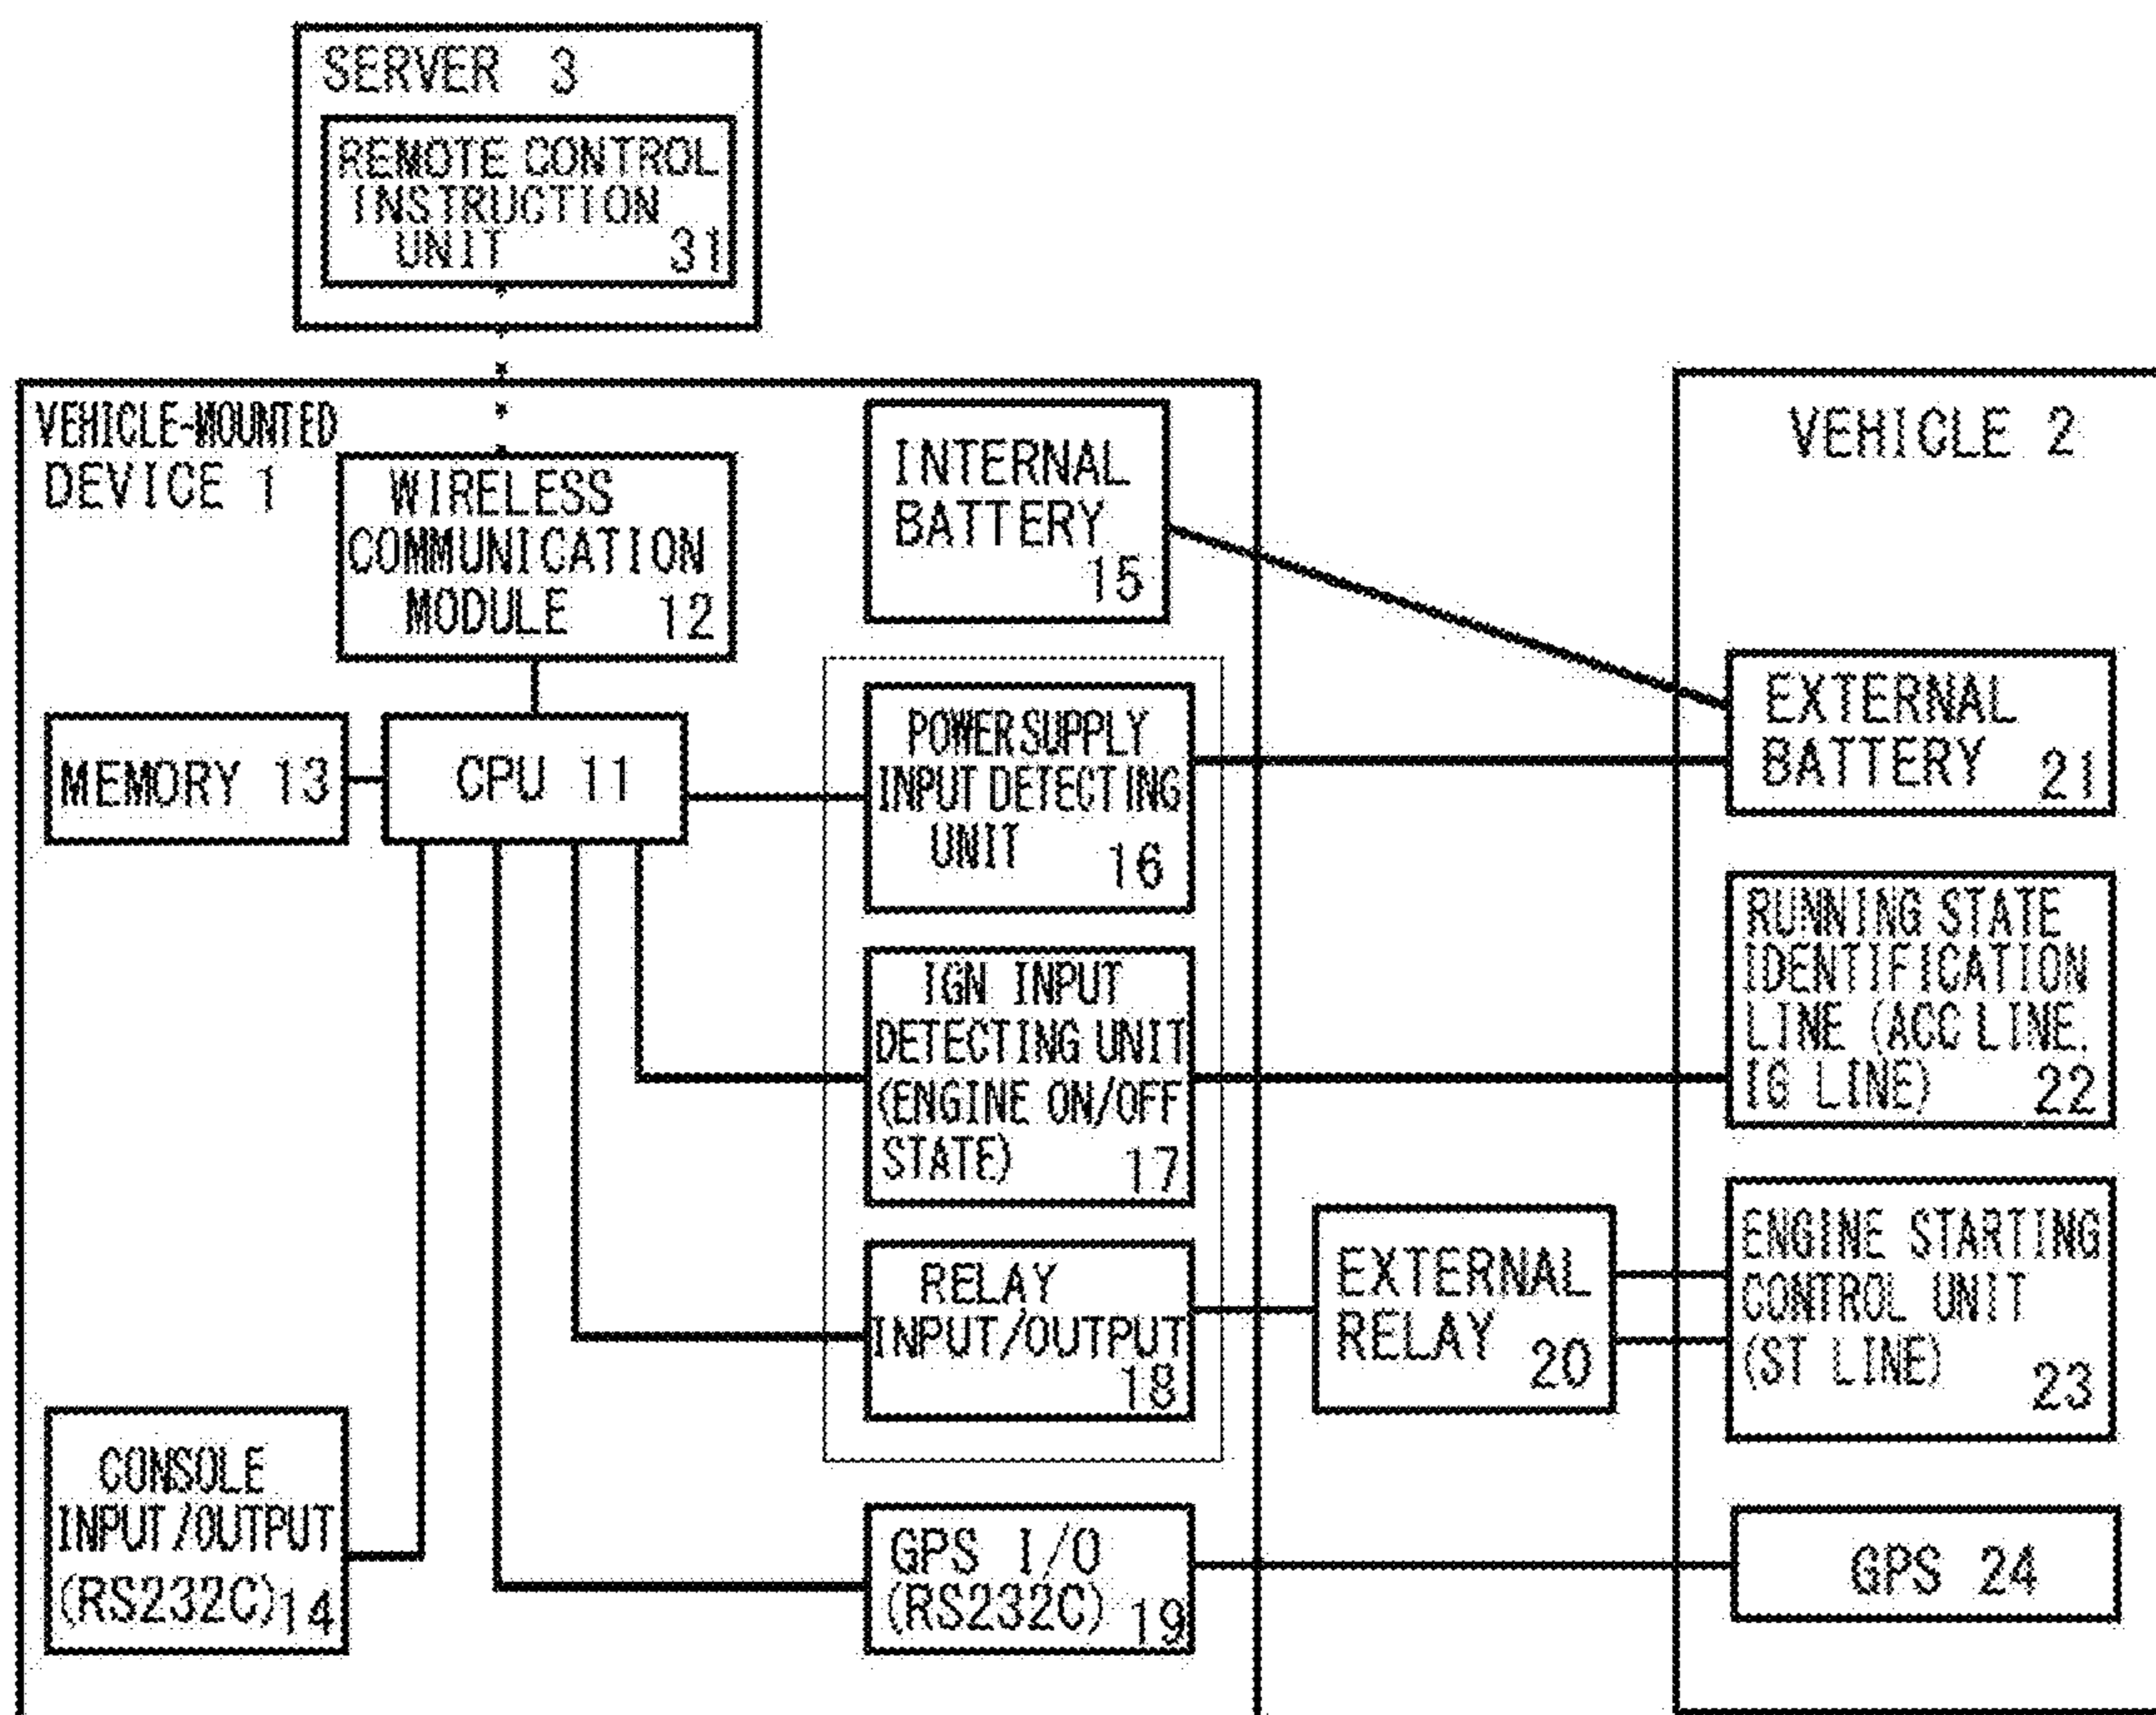 SERVER 3
REMOTE CONTROL
INSTRUCTION
UNIT 31
VEHICLE-MOUNTED
DEVICE 1
WIRELESS
COMMUNICATION
MODULE 12
INTERNAL
BATTERY
15
VEHICLE 2
MEMORY 13
CPU 11
POWER SUPPLY
INPUT DETECTING
UNIT 16
EXTERNAL
BATTERY
21
IGN INPUT
DETECTING UNIT
(ENGINE ON/OFF
STATE) 17
RUNNING STATE
IDENTIFICATION
LINE (ACC LINE.
IG LINE) 22
RELAY
INPUT/OUTPUT
18
EXTERNAL
RELAY 20
ENGINE STARTING
CONTROL UNIT
(ST LINE)
23
CONSOLE
INPUT/OUTPUT
(RS232C) 14
GPS I/O
(RS232C) 19
GPS 24